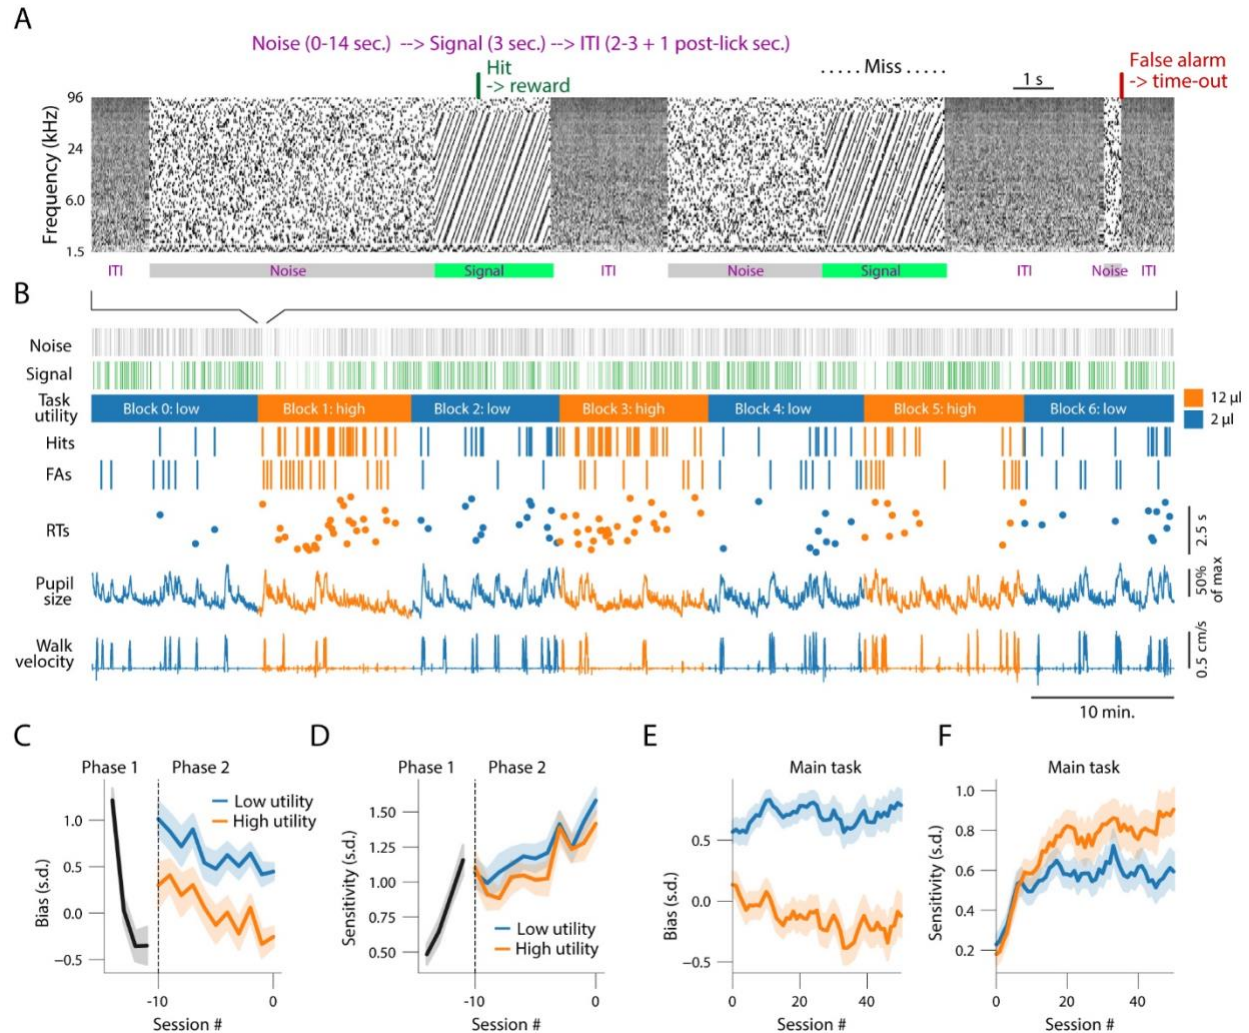 A
Noise (0-14 sec.) --> Signal (3 sec.) --> ITI (2-3 + 1 post-lick sec.)
Hit
-> reward
..... Miss .....
1 s
False alarm
-> time-out
Frequency (kHz)
96
24
6.0
1.5
ITI Noise Signal ITI Noise Signal ITI Noise ITI
B
Noise
Signal
Task
utility
Block 0: low Block 1: high Block 2: low Block 3: high Block 4: low Block 5: high Block 6: low
12 µl
2 µl
Hits
FAs
RTs
2.5 s
Pupil
size
50%
of max
Walk
velocity
0.5 cm/s
10 min.
C
Phase 1 Phase 2
Low utility
High utility
Bias (s.d.)
1.0
0.5
0.0
−0.5
-10 0
Session #
D
Phase 1 Phase 2
Sensitivity (s.d.)
1.50
1.25
1.00
0.75
0.50
Low utility
High utility
-10 0
Session #
E
Main task
Bias (s.d.)
0.5
0.0
−0.5
0 20 40
Session #
F
Main task
Sensitivity (s.d.)
1.0
0.8
0.6
0.4
0.2
0 20 40
Session #